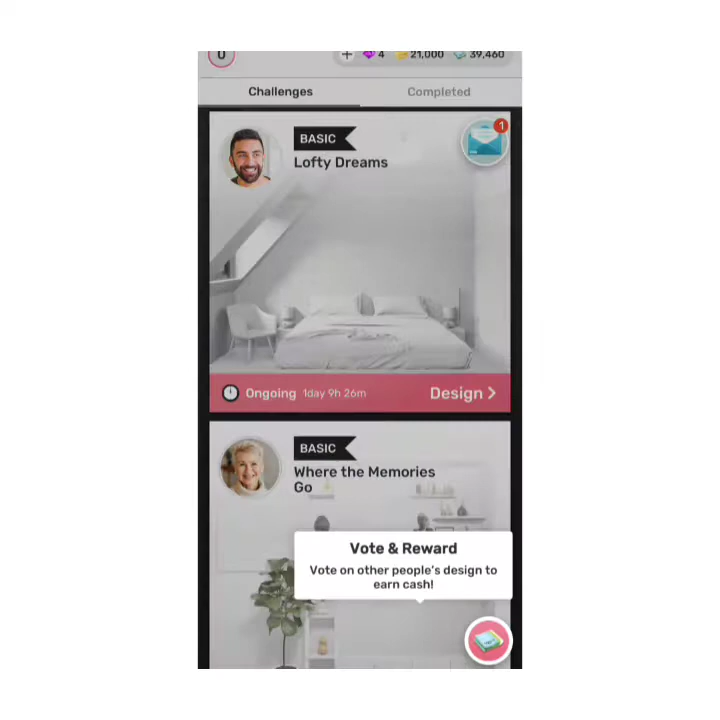 0
+ 4 21,000 39,460
Challenges Completed
BASIC
1
Lofty Dreams
Ongoing 1day 9h 26m Design >
BASIC
Where the Memories
Go
Vote & Reward
Vote on other people's design to
earn cash!